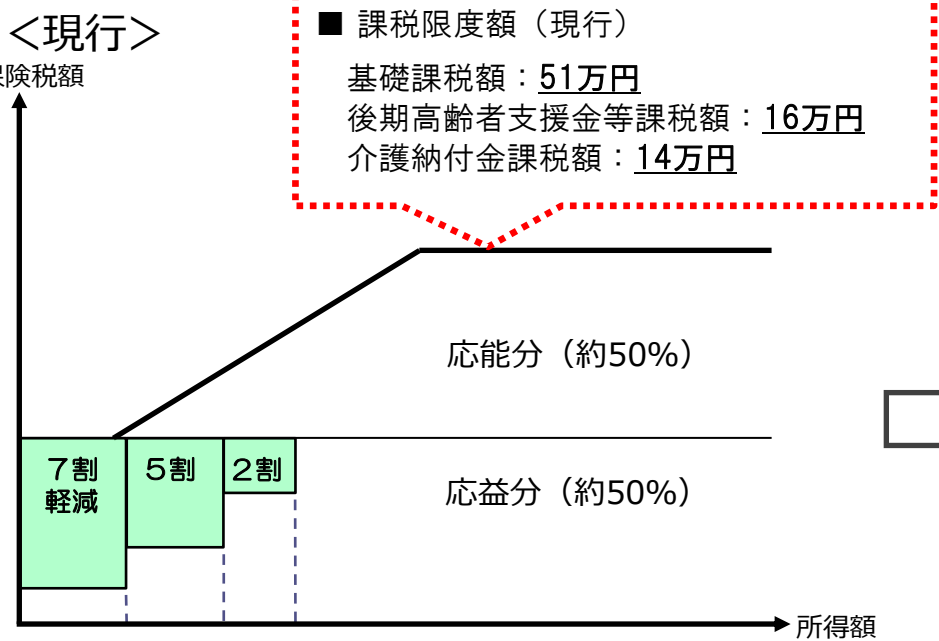 ＜現行＞
険税額
■ 課税限度額（現行）
基礎課税額：51万円
後期高齢者支援金等課税額：16万円
介護納付金課税額：14万円
応能分（約50%）
7割
軽減
5割
2割
応益分（約50%）
所得額